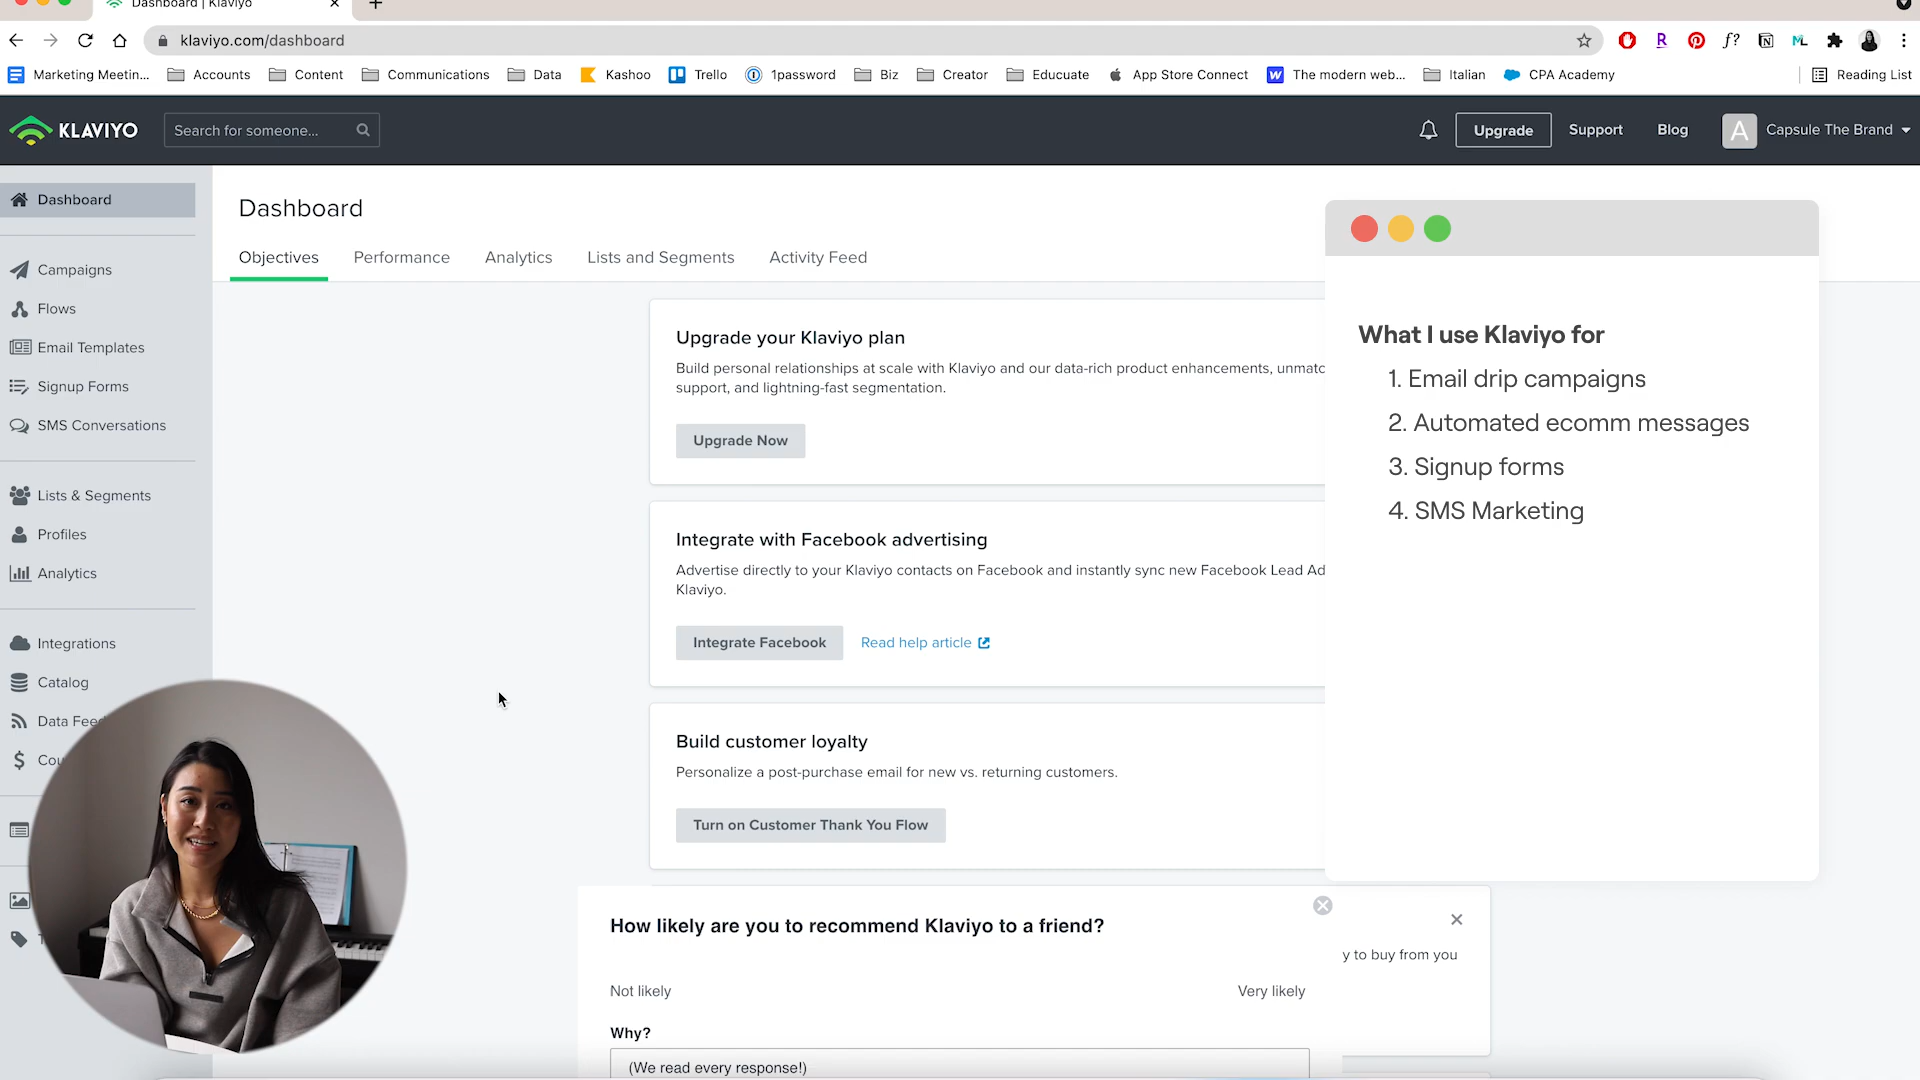 Dashboard | Klaviyo
klaviyo.com/dashboard
Marketing Meetin...
Accounts
Content
Communications
Data
Kashoo
Trello
1password
Biz
Creator
Educuate
App Store Connect
The modern web...
Italian
CPA Academy
Reading List
KLAVIYO
Search for someone...
Upgrade
Support
Blog
A
Capsule The Brand
Dashboard
Campaigns
Flows
Email Templates
Signup Forms
SMS Conversations
Lists & Segments
Profiles
Analytics
Integrations
Catalog
Data Feed
Cou
Dashboard
Objectives
Performance
Analytics
Lists and Segments
Activity Feed
Upgrade your Klaviyo plan
Build personal relationships at scale with Klaviyo and our data-rich product enhancements, unmatc
support, and lightning-fast segmentation.
Upgrade Now
Integrate with Facebook advertising
Advertise directly to your Klaviyo contacts on Facebook and instantly sync new Facebook Lead Ad
Klaviyo.
Integrate Facebook
Read help article
Build customer loyalty
Personalize a post-purchase email for new vs. returning customers.
Turn on Customer Thank You Flow
What I use Klaviyo for
1. Email drip campaigns
2. Automated ecomm messages
3. Signup forms
4. SMS Marketing
y to buy from you
How likely are you to recommend Klaviyo to a friend?
Not likely
Very likely
Why?
(We read every response!)